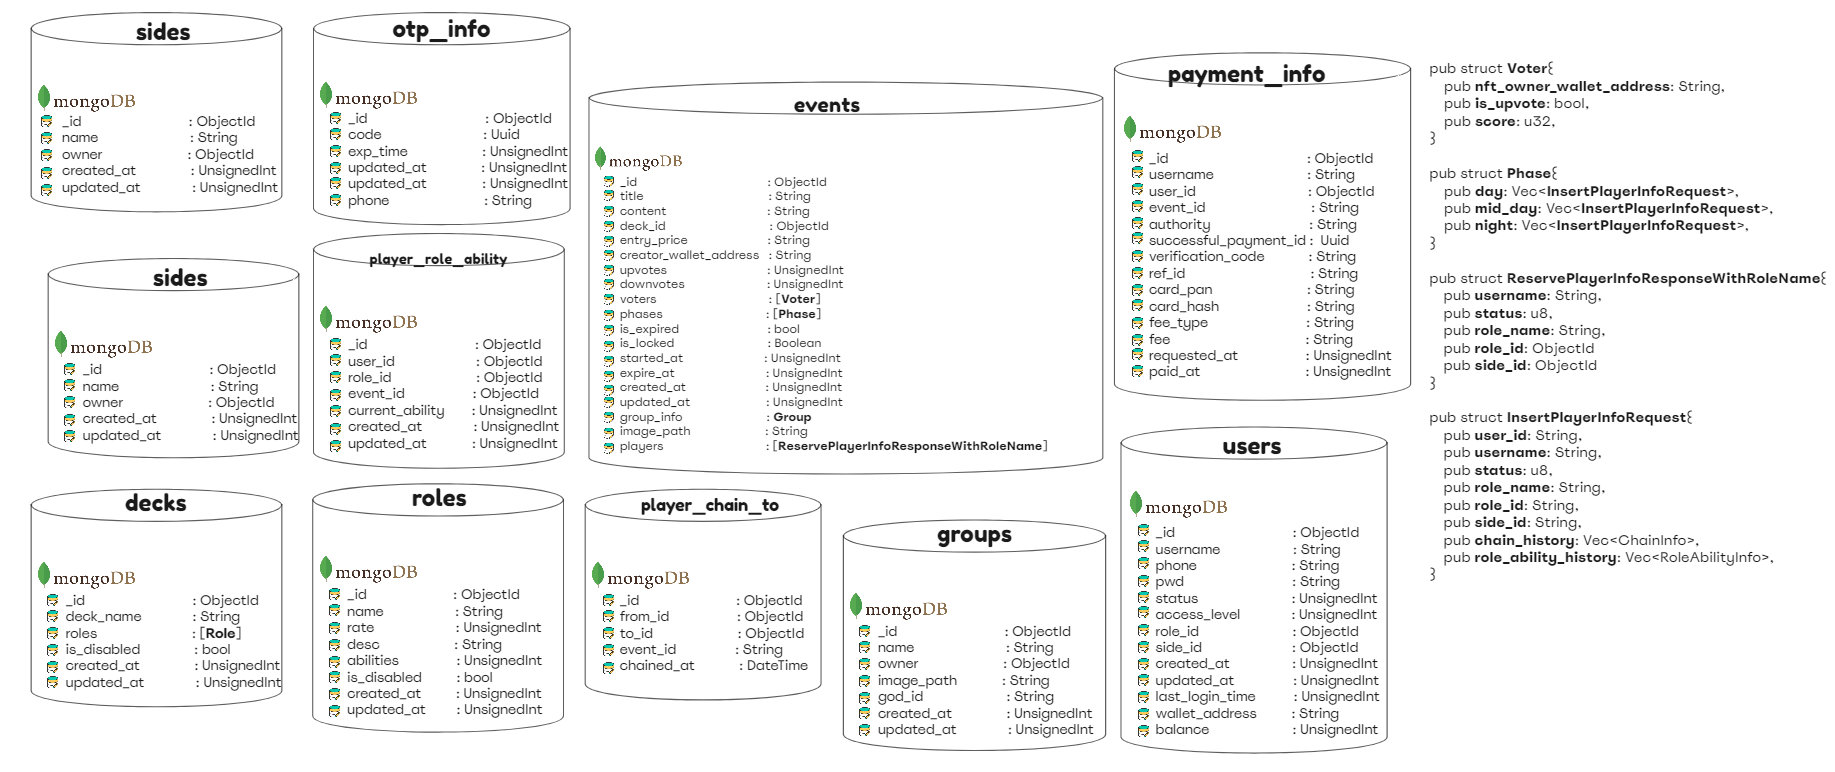 sides
mongoDB
_id : ObjectId
name : String
owner : ObjectId
created_at : UnsignedInt
updated_at : UnsignedInt
otp_info
mongoDB
_id : ObjectId
code : Uuid
exp_time : UnsignedInt
updated_at : UnsignedInt
updated_at : UnsignedInt
phone : String
sides
mongoDB
_id : ObjectId
name : String
owner : ObjectId
created_at : UnsignedInt
updated_at : UnsignedInt
player_role_ability
mongoDB
_id : ObjectId
user_id : ObjectId
role_id : ObjectId
event_id : ObjectId
current_ability : UnsignedInt
created_at : UnsignedInt
updated_at : UnsignedInt
events
mongoDB
_id : ObjectId
title : String
content : String
deck_id : ObjectId
entry_price : String
creator_wallet_address : String
upvotes : UnsignedInt
downvotes : UnsignedInt
voters : [Voter]
phases : [Phase]
is_expired : bool
is_locked : Boolean
started_at : UnsignedInt
expire_at : UnsignedInt
created_at : UnsignedInt
updated_at : UnsignedInt
group_info : Group
image_path : String
players : [ReservePlayerInfoResponseWithRoleName]
payment_info
mongoDB
_id : ObjectId
username : String
user_id : ObjectId
event_id : String
authority : String
successful_payment_id : Uuid
verification_code : String
ref_id : String
card_pan : String
card_hash : String
fee_type : String
fee : String
requested_at : UnsignedInt
paid_at : UnsignedInt
decks
mongoDB
_id : ObjectId
deck_name : String
roles : [Role]
is_disabled : bool
created_at : UnsignedInt
updated_at : UnsignedInt
roles
mongoDB
_id : ObjectId
name : String
rate : UnsignedInt
desc : String
abilities : UnsignedInt
is_disabled : bool
created_at : UnsignedInt
updated_at : UnsignedInt
player_chain_to
mongoDB
_id : ObjectId
from_id : ObjectId
to_id : ObjectId
event_id : String
chained_at : DateTime
groups
mongoDB
_id : ObjectId
name : String
owner : ObjectId
image_path : String
god_id : String
created_at : UnsignedInt
updated_at : UnsignedInt
users
mongoDB
_id : ObjectId
username : String
phone : String
pwd : String
status : UnsignedInt
access_level : UnsignedInt
role_id : ObjectId
side_id : ObjectId
created_at : UnsignedInt
updated_at : UnsignedInt
last_login_time : UnsignedInt
wallet_address : String
balance : UnsignedInt
pub struct Voter{
pub nft_owner_wallet_address: String,
pub is_upvote: bool,
pub score: u32,
}
pub struct Phase{
pub day: Vec<InsertPlayerInfoRequest>,
pub mid_day: Vec<InsertPlayerInfoRequest>,
pub night: Vec<InsertPlayerInfoRequest>,
}
pub struct ReservePlayerInfoResponseWithRoleName{
pub username: String,
pub status: u8,
pub role_name: String,
pub role_id: ObjectId
pub side_id: ObjectId
}
pub struct InsertPlayerInfoRequest{
pub user_id: String,
pub username: String,
pub status: u8,
pub role_name: String,
pub role_id: String,
pub side_id: String,
pub chain_history: Vec<ChainInfo>,
pub role_ability_history: Vec<RoleAbilityInfo>,
}